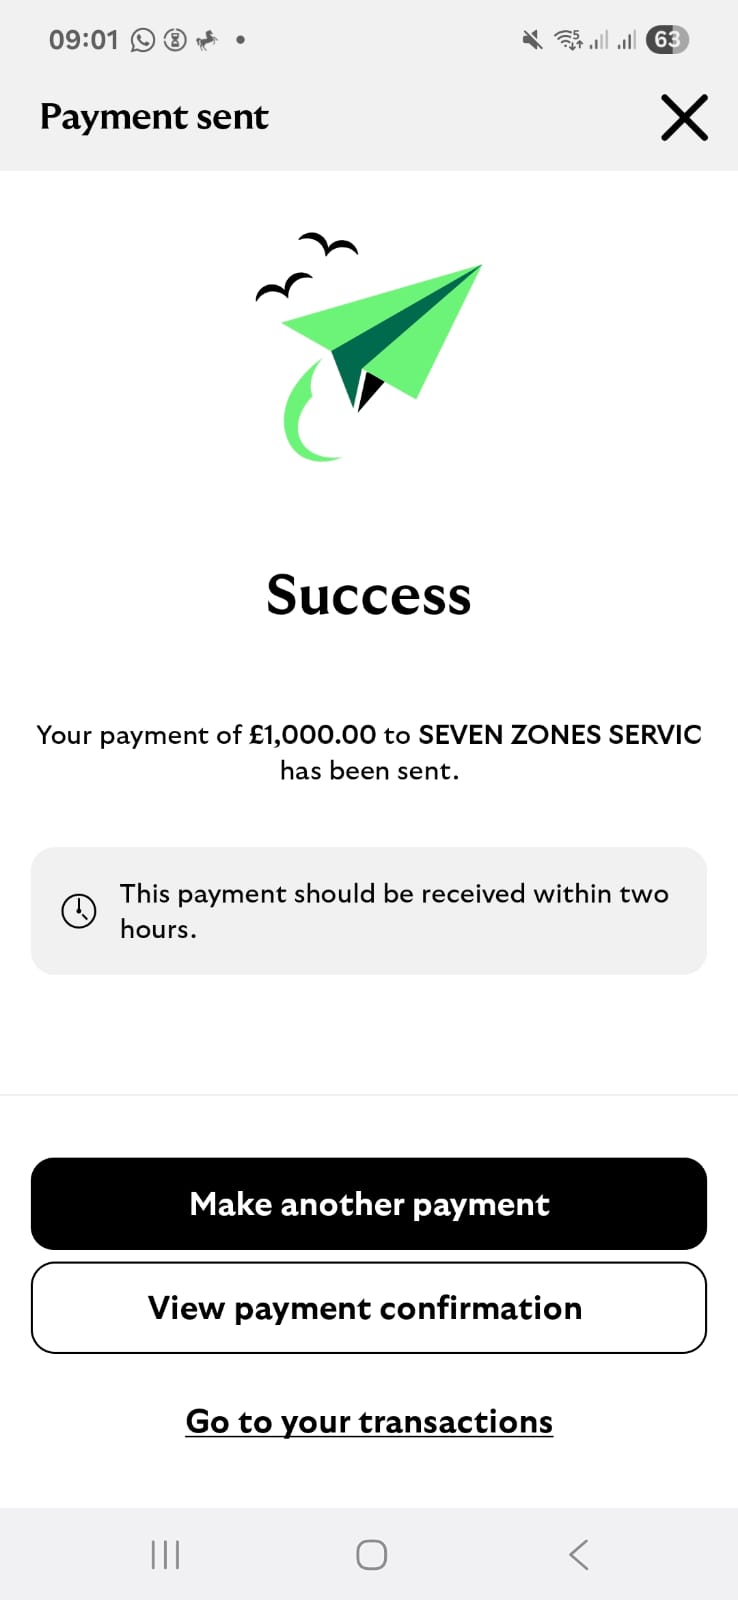 09:01
63
Payment sent
Success
Your payment of £1,000.00 to SEVEN ZONES SERVIC
has been sent.
This payment should be received within two
hours.
Make another payment
View payment confirmation
Go to your transactions